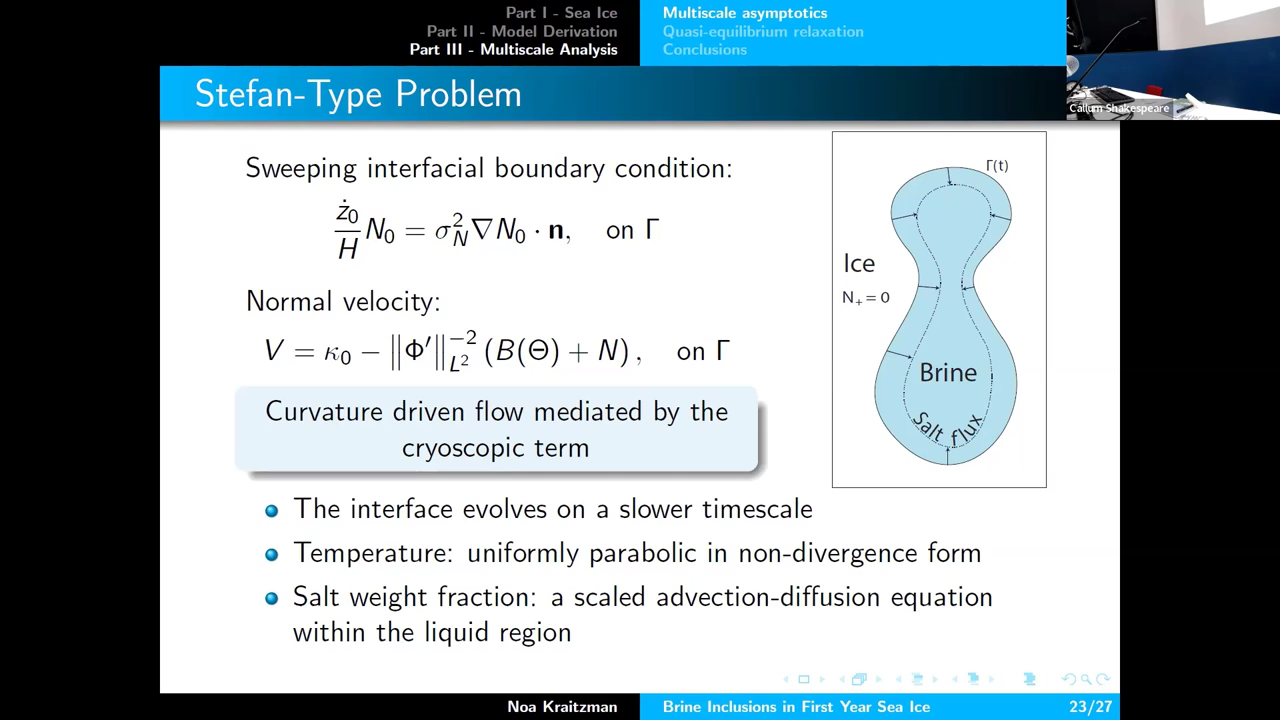 Part I - Sea Ice
Part II - Model Derivation
Part III - Multiscale Analysis
Multiscale asymptotics
Quasi-equilibrium relaxation
Conclusions
Callum Shakespeare
Stefan-Type Problem
Sweeping interfacial boundary condition:
ż₀/H N₀ = σ²_N ∇N₀ · n, on Γ
Normal velocity:
V = κ₀ − ‖Φ′‖⁻²_{L²} (B(Θ) + N), on Γ
Curvature driven flow mediated by the
cryoscopic term
Γ(t)
Ice
N₊ = 0
Brine
Salt flux
The interface evolves on a slower timescale
Temperature: uniformly parabolic in non-divergence form
Salt weight fraction: a scaled advection-diffusion equation
within the liquid region
Noa Kraitzman
Brine Inclusions in First Year Sea Ice
23/27